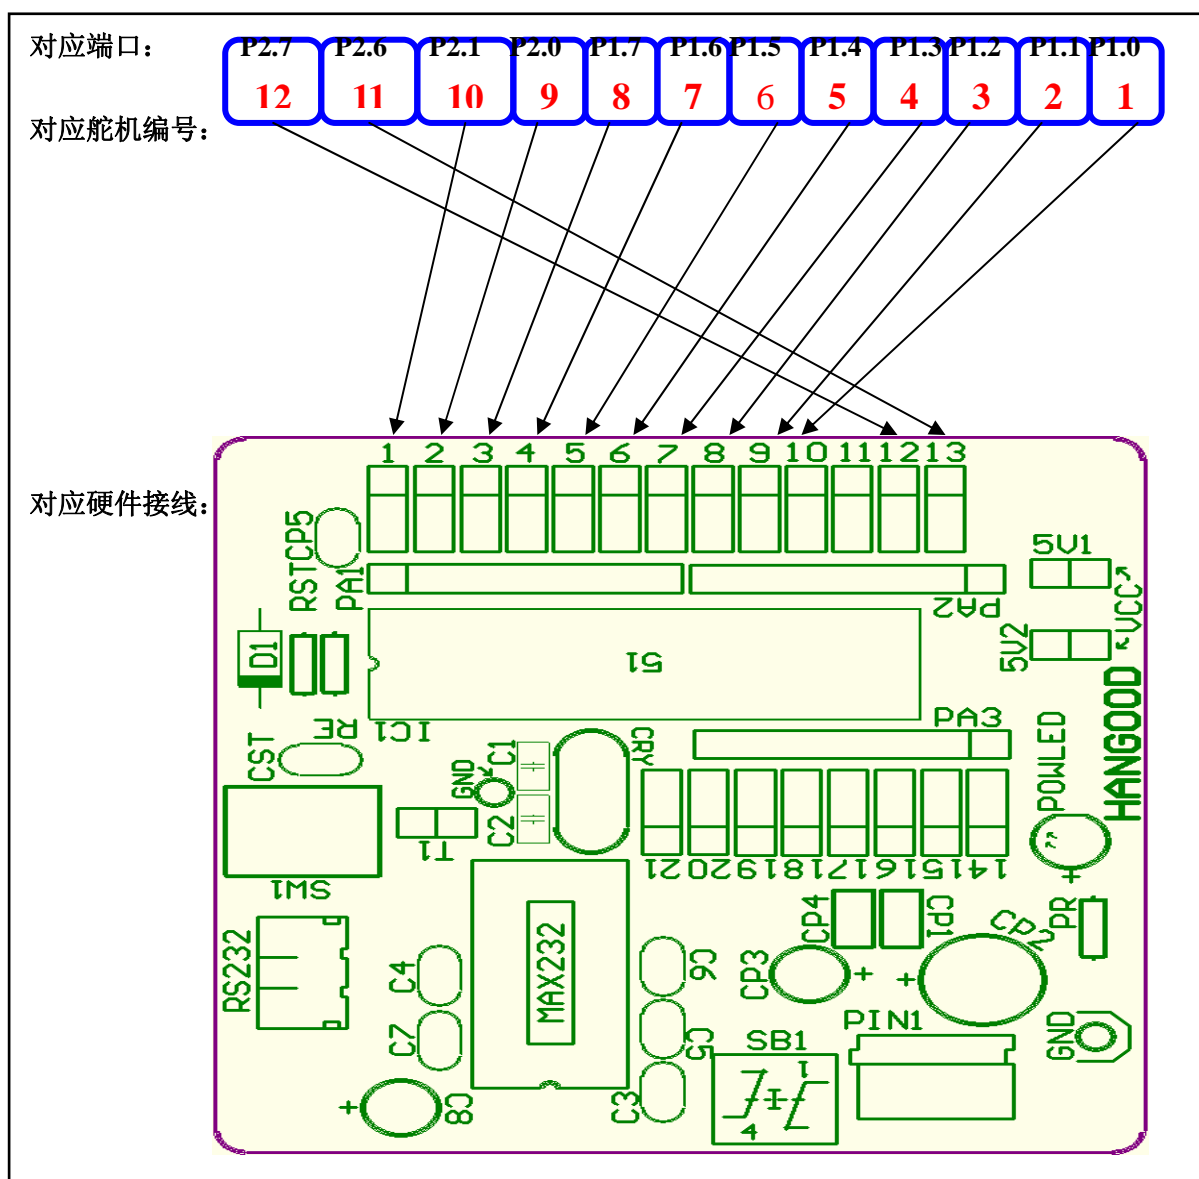 对应端口： P2.7 P2.6 P2.1 P2.0 P1.7 P1.6 P1.5 P1.4 P1.3 P1.2 P1.1 P1.0
12 11 10 9 8 7 6 5 4 3 2 1
对应舵机编号：
1 2 3 4 5 6 7 8 9 10 11 12 13
对应硬件接线：
RST CP5
PA1
5V1
PA2
VCC
5V2
D1
51
HANGOOD
RE
IC1
PA3
CST
GND
C1
CRY
POWLED
C2
T1
21 20 19 18 17 16 15 14
SW1
+
CP4
CP1
CP2
PR
RS232
C4
MAX232
C6
CP3
+
+
PIN1
C7
C5
SB1
GND
1
+
C8
C3
4